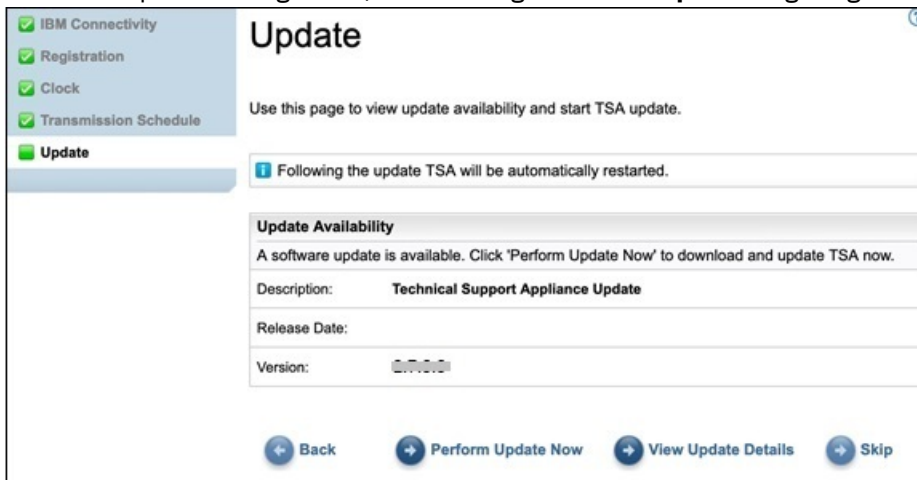 IBM Connectivity
Registration
Clock
Transmission Schedule
Update
Update
Use this page to view update availability and start TSA update.
Following the update TSA will be automatically restarted.
Update Availability
A software update is available. Click 'Perform Update Now' to download and update TSA now.
Description: Technical Support Appliance Update
Release Date:
Version:
Back Perform Update Now View Update Details Skip